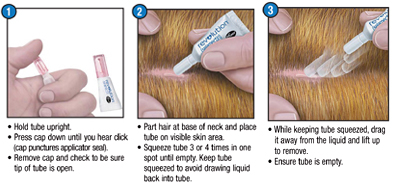 1
• Hold tube upright.
• Press cap down until you hear click
(cap punctures applicator seal).
• Remove cap and check to be sure
tip of tube is open.
2
revolution
• Part hair at base of neck and place
tube on visible skin area.
• Squeeze tube 3 or 4 times in one
spot until empty. Keep tube
squeezed to avoid drawing liquid
back into tube.
3
revolution
• While keeping tube squeezed, drag
it away from the liquid and lift up
to remove.
• Ensure tube is empty.